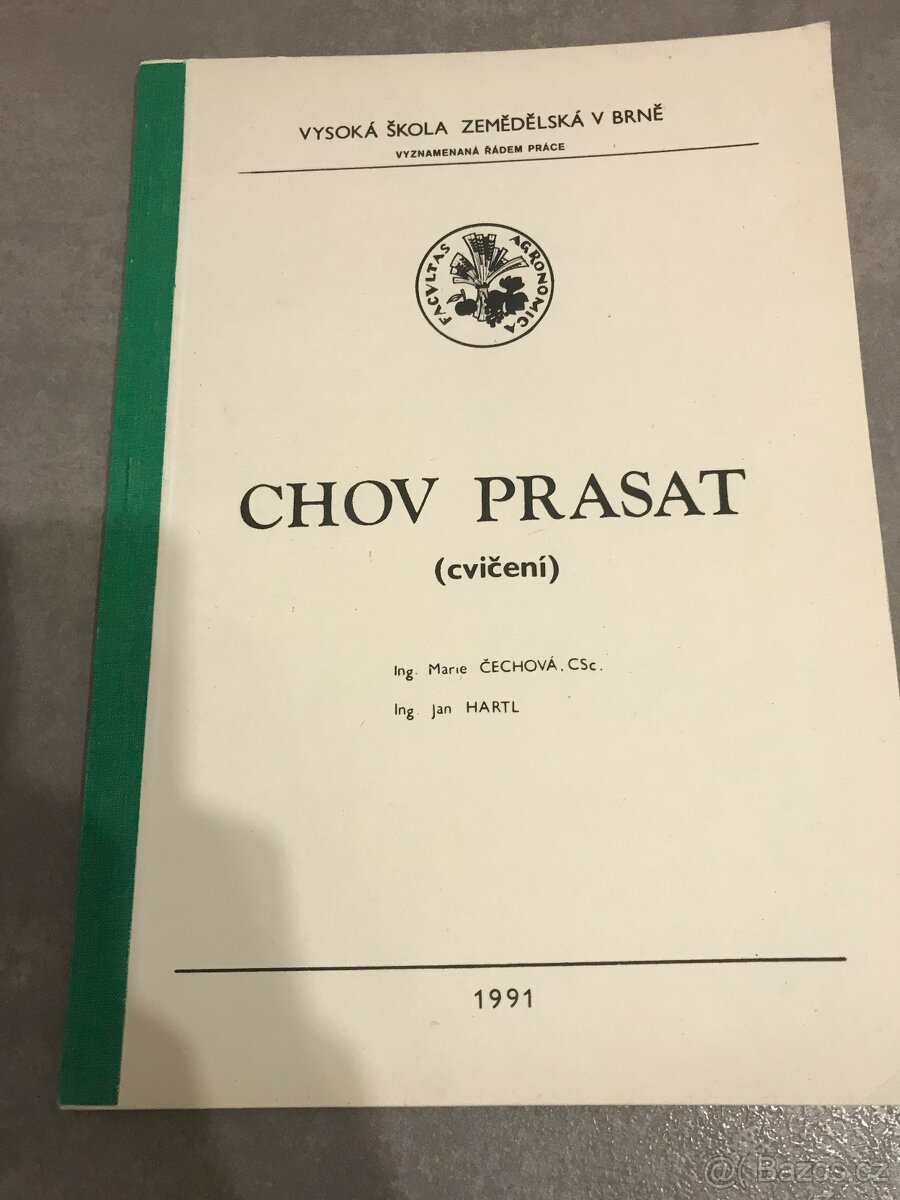 VYSOKÁ ŠKOLA ZEMĚDĚLSKÁ V BRNĚ
VYZNAMENANÁ ŘÁDEM PRÁCE
FACVLTAS AGRONOMICA
CHOV PRASAT
(cvičení)
Ing. Marie ČECHOVÁ, CSc.
Ing. Jan HARTL
1991
@( Bazos.cz